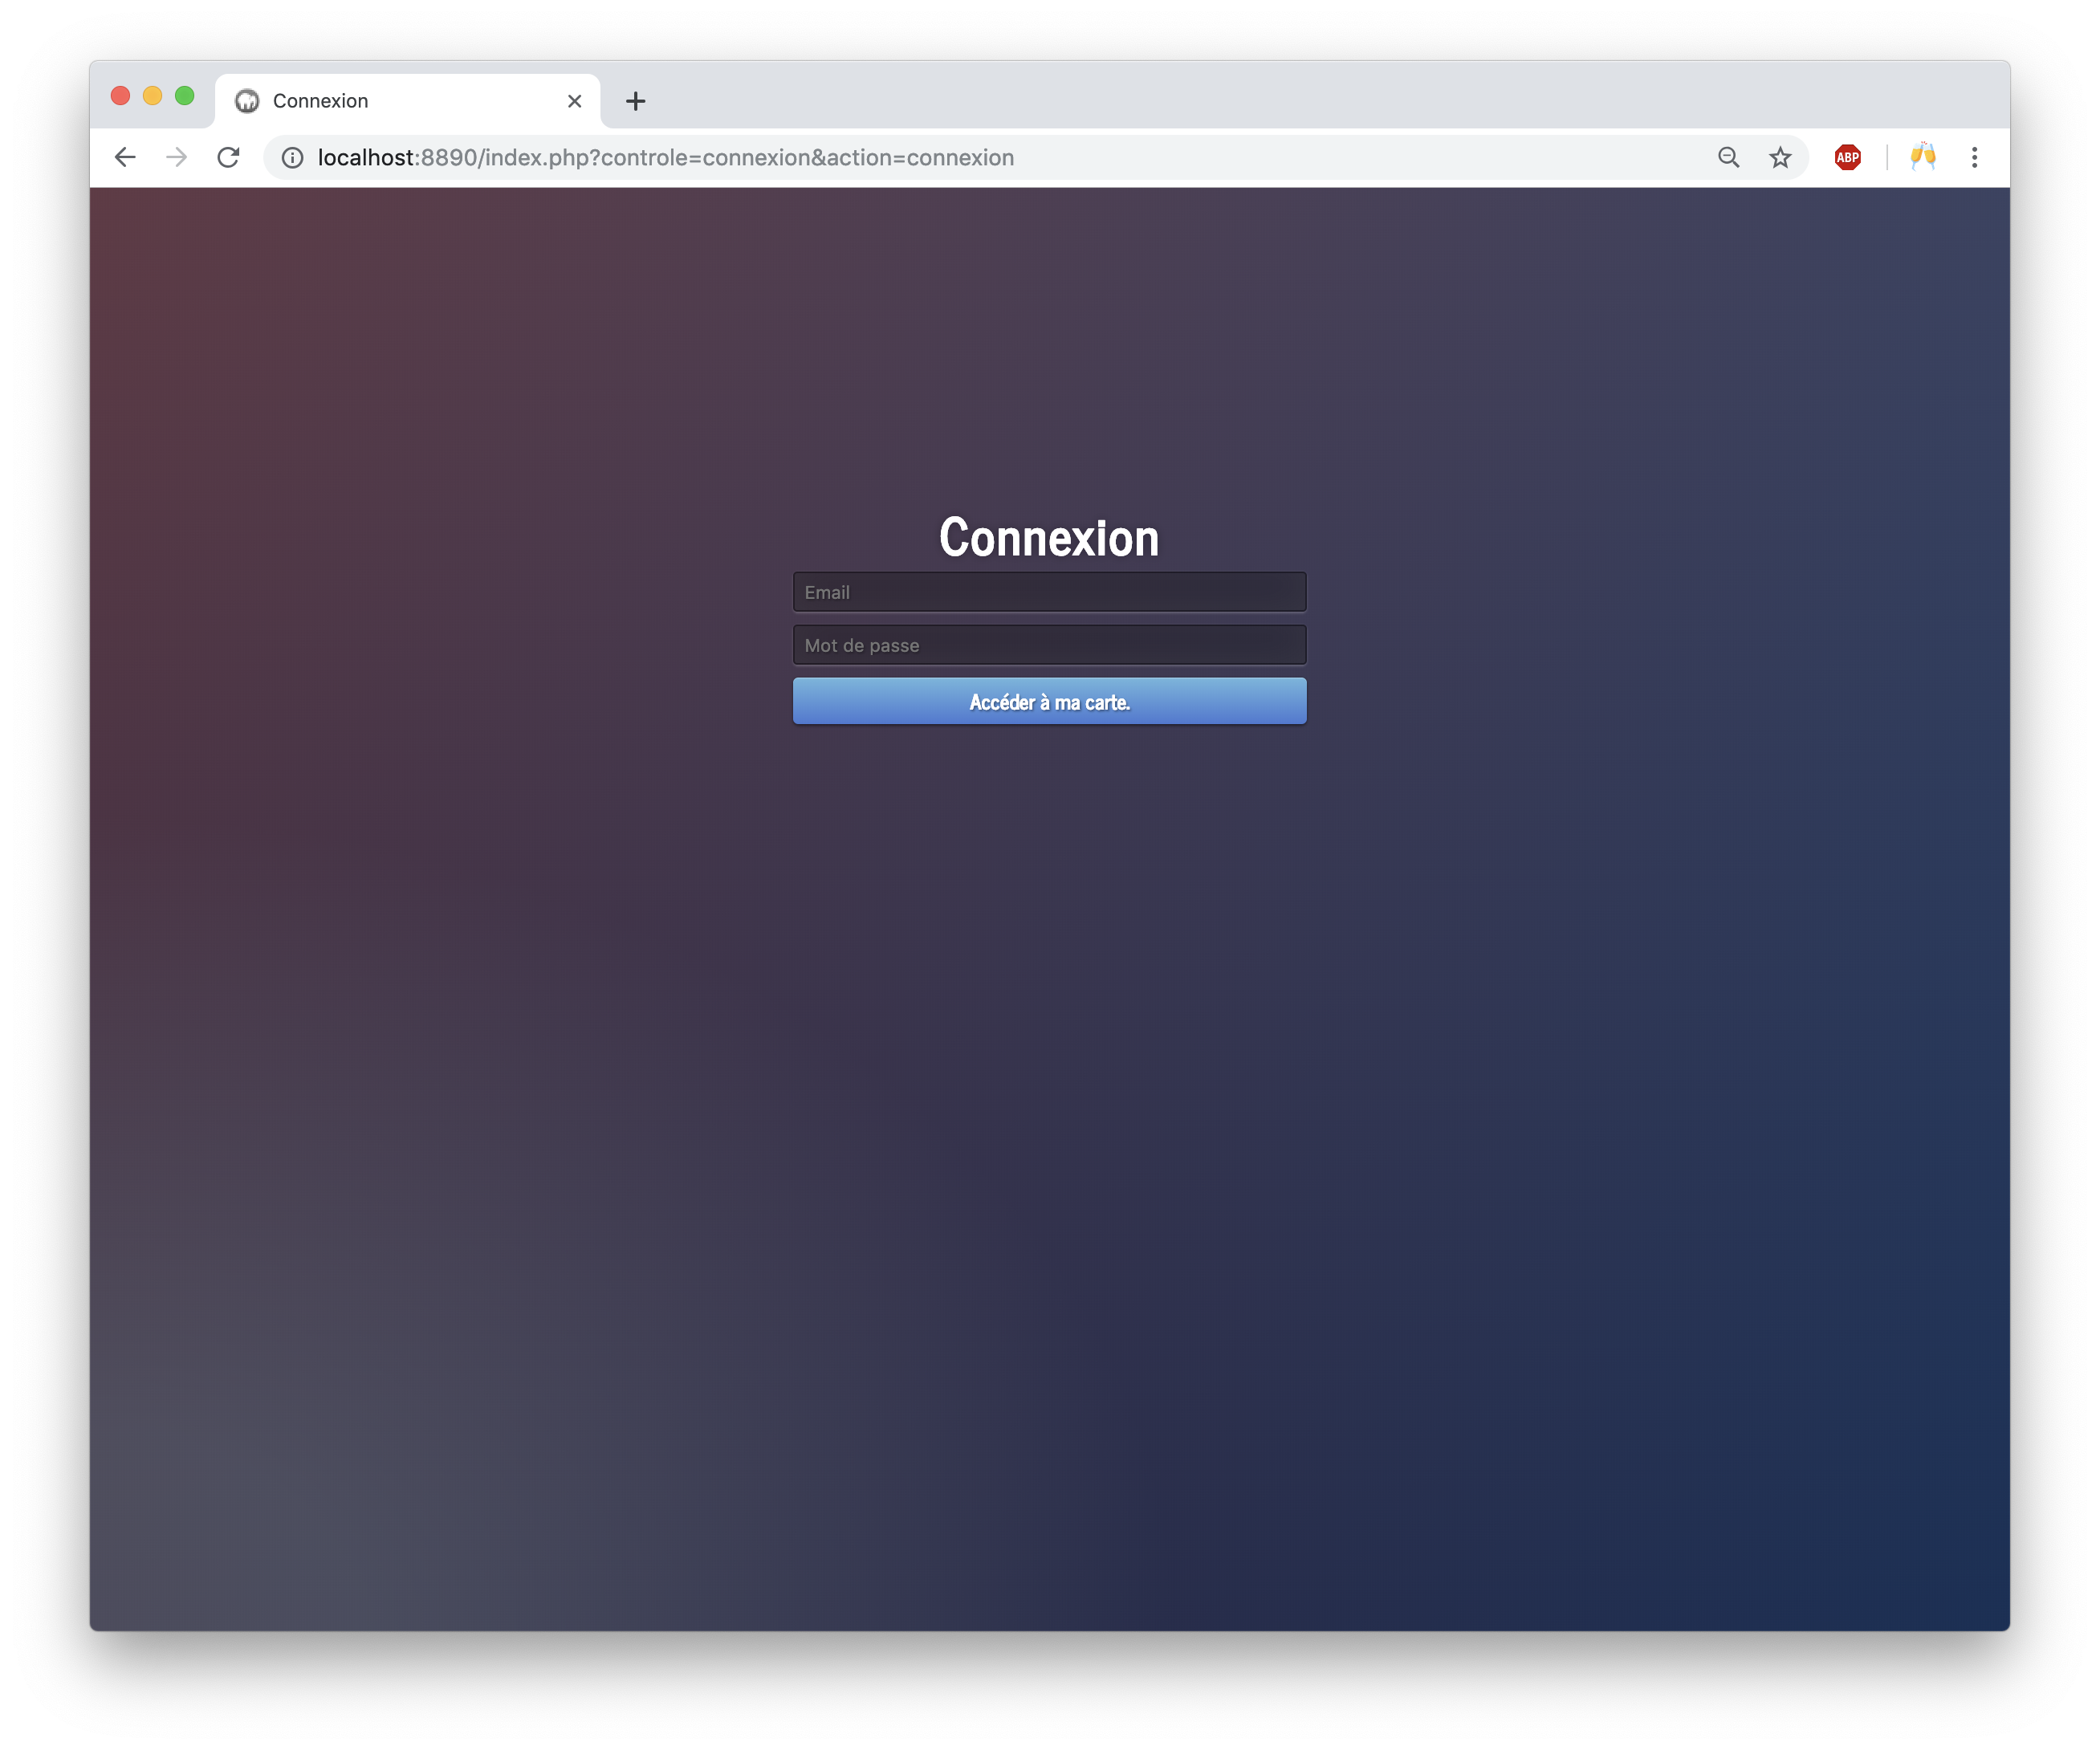 Connexion
localhost:8890/index.php?controle=connexion&action=connexion
ABP
Connexion
Email
Mot de passe
Accéder à ma carte.